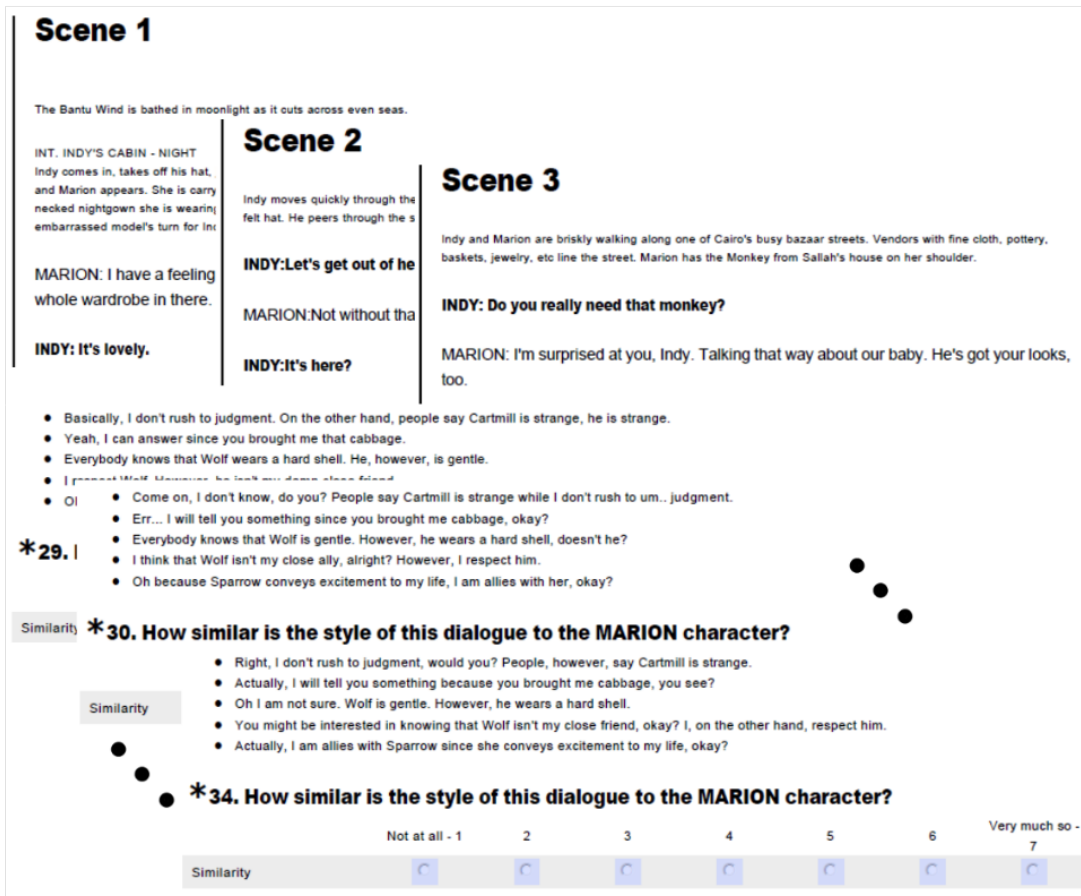 Scene 1
The Bantu Wind is bathed in moonlight as it cuts across even seas.
INT. INDY'S CABIN - NIGHT
Indy comes in, takes off his hat,
and Marion appears. She is carry
necked nightgown she is wearing
embarrassed model's turn for Ind
MARION: I have a feeling
whole wardrobe in there.
INDY: It's lovely.
Scene 2
Indy moves quickly through the
felt hat. He peers through the s
INDY:Let's get out of he
MARION:Not without tha
INDY:It's here?
Scene 3
Indy and Marion are briskly walking along one of Cairo's busy bazaar streets. Vendors with fine cloth, pottery,
baskets, jewelry, etc line the street. Marion has the Monkey from Sallah's house on her shoulder.
INDY: Do you really need that monkey?
MARION: I'm surprised at you, Indy. Talking that way about our baby. He's got your looks,
too.
• Basically, I don't rush to judgment. On the other hand, people say Cartmill is strange, he is strange.
• Yeah, I can answer since you brought me that cabbage.
• Everybody knows that Wolf wears a hard shell. He, however, is gentle.
• I respect Wolf. However, he isn't my damn close friend.
• Ol
*29.
Similarity
• Come on, I don't know, do you? People say Cartmill is strange while I don't rush to um.. judgment.
• Err... I will tell you something since you brought me cabbage, okay?
• Everybody knows that Wolf is gentle. However, he wears a hard shell, doesn't he?
• I think that Wolf isn't my close ally, alright? However, I respect him.
• Oh because Sparrow conveys excitement to my life, I am allies with her, okay?
*30. How similar is the style of this dialogue to the MARION character?
Similarity
• Right, I don't rush to judgment, would you? People, however, say Cartmill is strange.
• Actually, I will tell you something because you brought me cabbage, you see?
• Oh I am not sure. Wolf is gentle. However, he wears a hard shell.
• You might be interested in knowing that Wolf isn't my close friend, okay? I, on the other hand, respect him.
• Actually, I am allies with Sparrow since she conveys excitement to my life, okay?
*34. How similar is the style of this dialogue to the MARION character?
Not at all - 1 2 3 4 5 6 Very much so - 7
Similarity